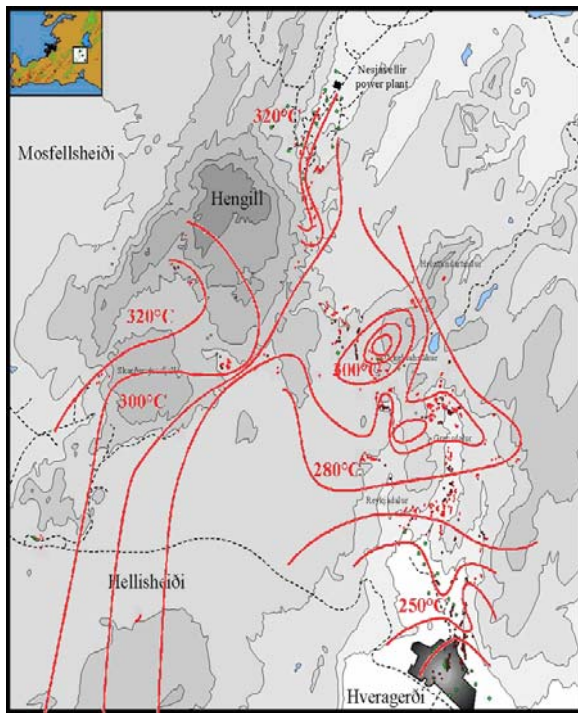 Nesjavellir
power plant
320°C
Mosfellsheiði
Hengill
320°C
300°C
300°C
280°C
Reykjadalur
Hellisheiði
250°C
Hveragerði